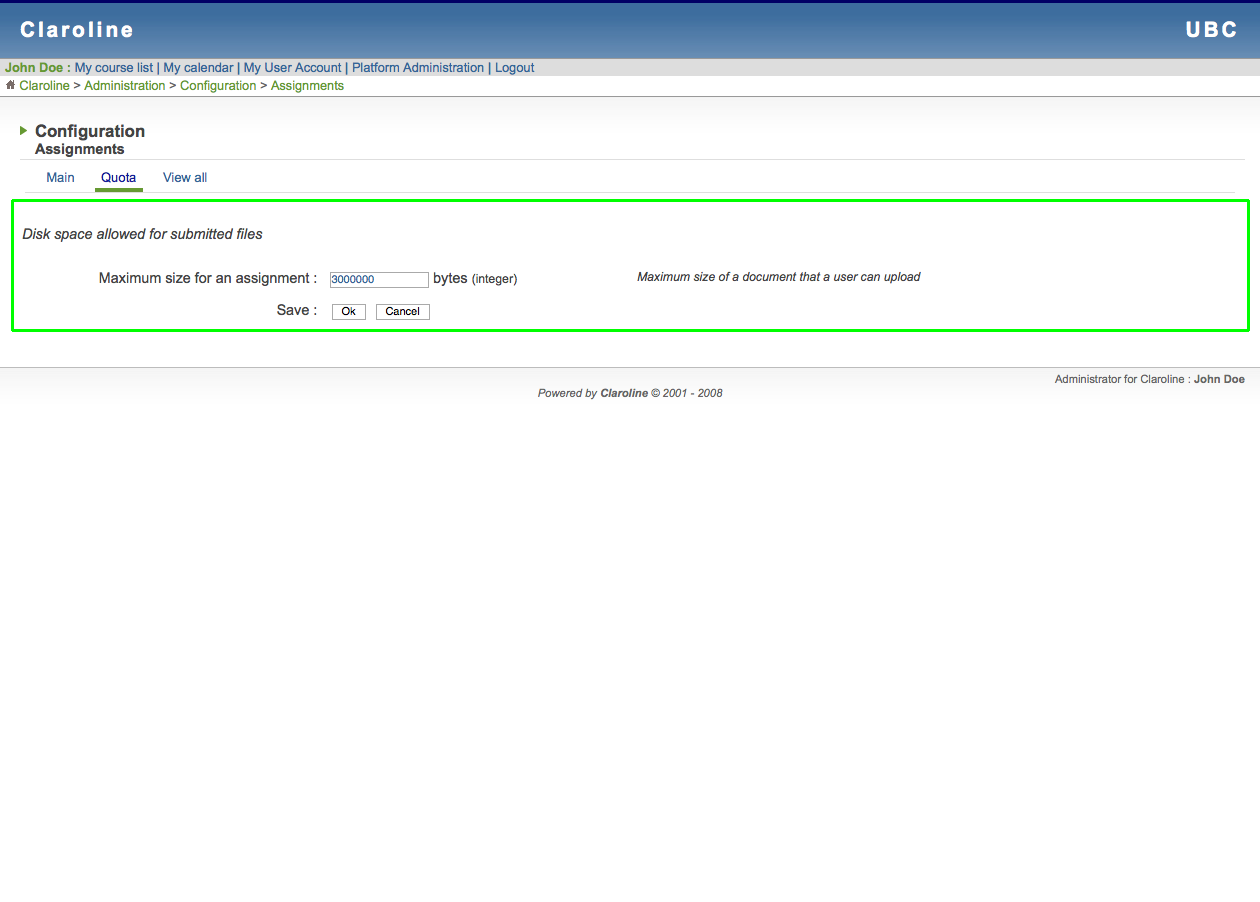 Claroline
UBC
John Doe : My course list | My calendar | My User Account | Platform Administration | Logout
Claroline > Administration > Configuration > Assignments
Configuration
Assignments
Main Quota View all
Disk space allowed for submitted files
Maximum size for an assignment : 3000000 bytes (integer) Maximum size of a document that a user can upload
Save : Ok Cancel
Administrator for Claroline : John Doe
Powered by Claroline © 2001 - 2008